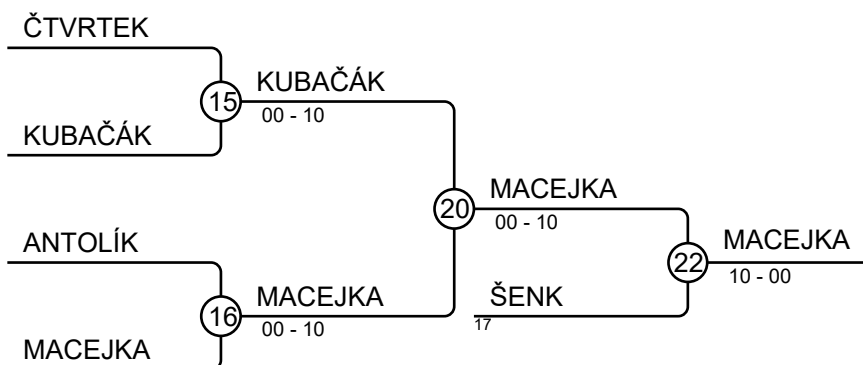 ČTVRTEK
15
KUBAČÁK
00 - 10
KUBAČÁK
20
MACEJKA
00 - 10
ANTOLÍK
16
MACEJKA
00 - 10
MACEJKA
ŠENK
17
22
MACEJKA
10 - 00